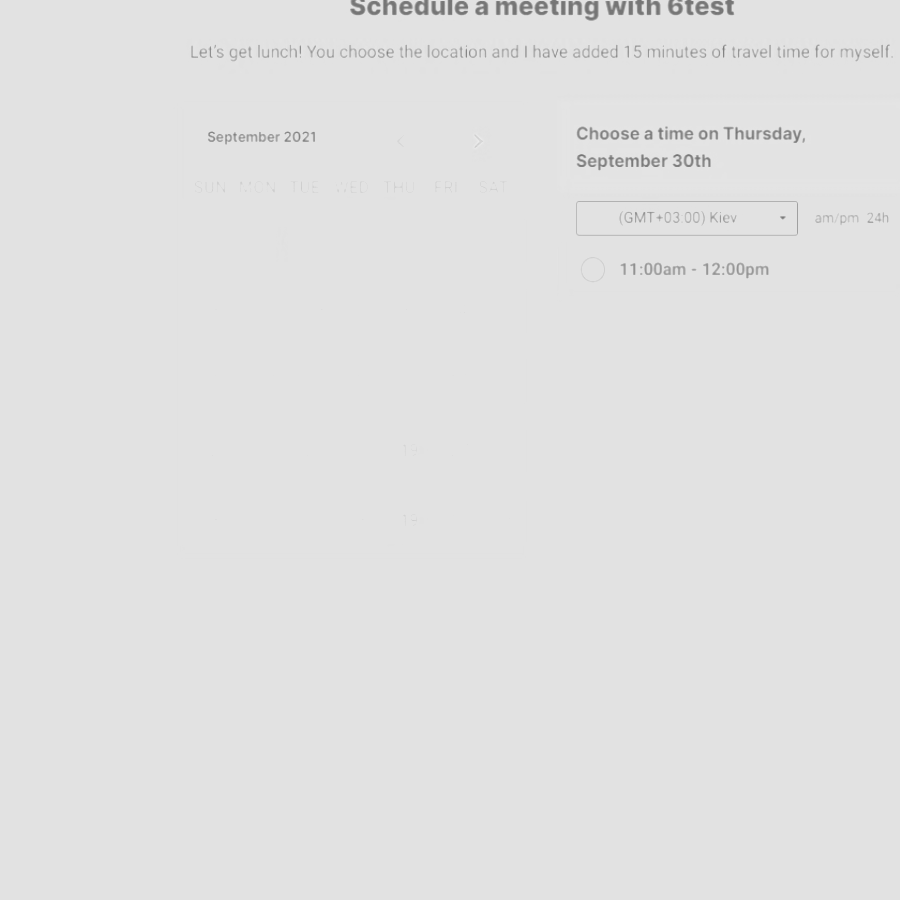 Schedule a meeting with 6test
Let's get lunch! You choose the location and I have added 15 minutes of travel time for myself.
September 2021
SUN MON TUE WED THU FRI SAT
Choose a time on Thursday,
September 30th
(GMT+03:00) Kiev
am/pm 24h
11:00am - 12:00pm